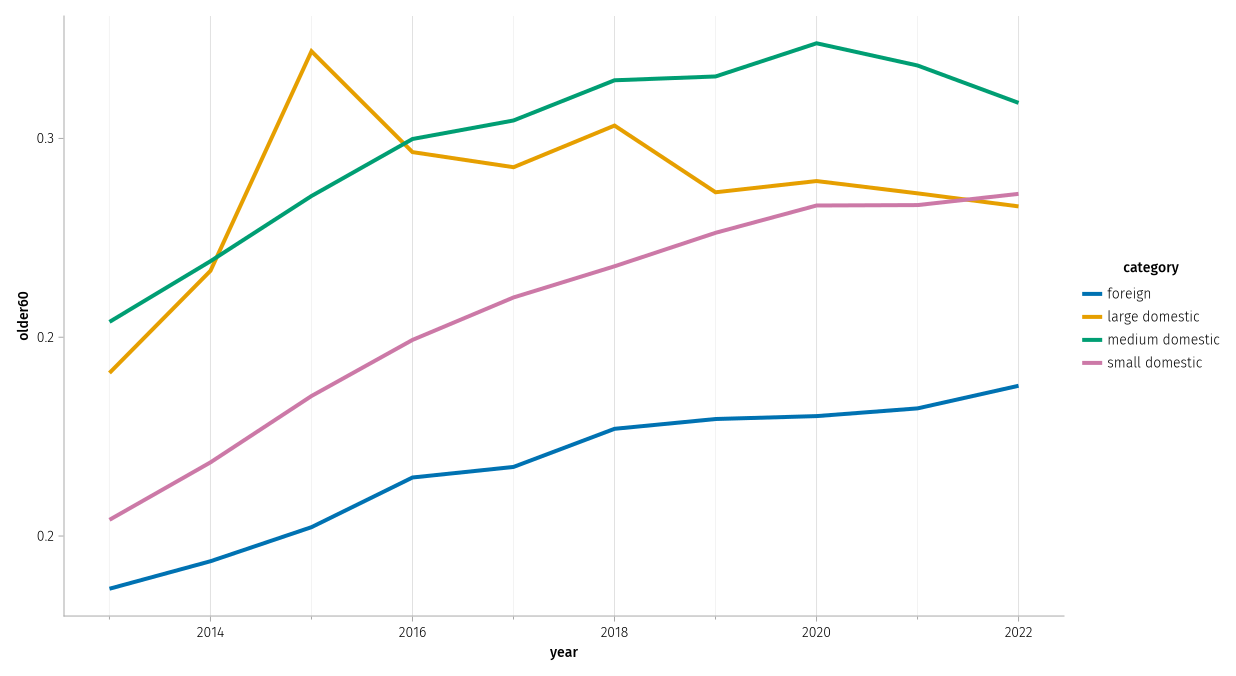 0.3
0.2
0.2
older60
2014
2016
2018
2020
2022
year
category
foreign
large domestic
medium domestic
small domestic